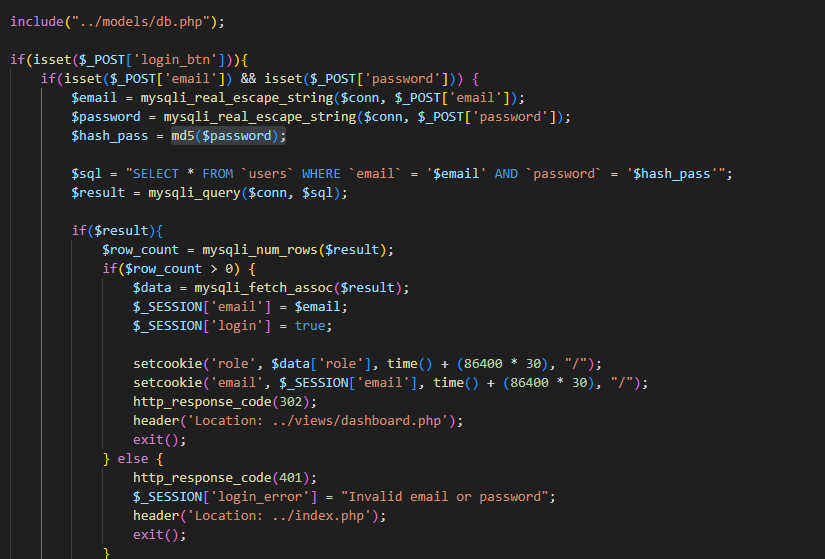 include("../models/db.php");
if(isset($_POST['login_btn'])){
if(isset($_POST['email']) && isset($_POST['password'])) {
$email = mysqli_real_escape_string($conn, $_POST['email']);
$password = mysqli_real_escape_string($conn, $_POST['password']);
$hash_pass = md5($password);
$sql = "SELECT * FROM `users` WHERE `email` = '$email' AND `password` = '$hash_pass'";
$result = mysqli_query($conn, $sql);
if($result){
$row_count = mysqli_num_rows($result);
if($row_count > 0) {
$data = mysqli_fetch_assoc($result);
$_SESSION['email'] = $email;
$_SESSION['login'] = true;
setcookie('role', $data['role'], time() + (86400 * 30), "/");
setcookie('email', $_SESSION['email'], time() + (86400 * 30), "/");
http_response_code(302);
header('Location: ../views/dashboard.php');
exit();
} else {
http_response_code(401);
$_SESSION['login_error'] = "Invalid email or password";
header('Location: ../index.php');
exit();
}